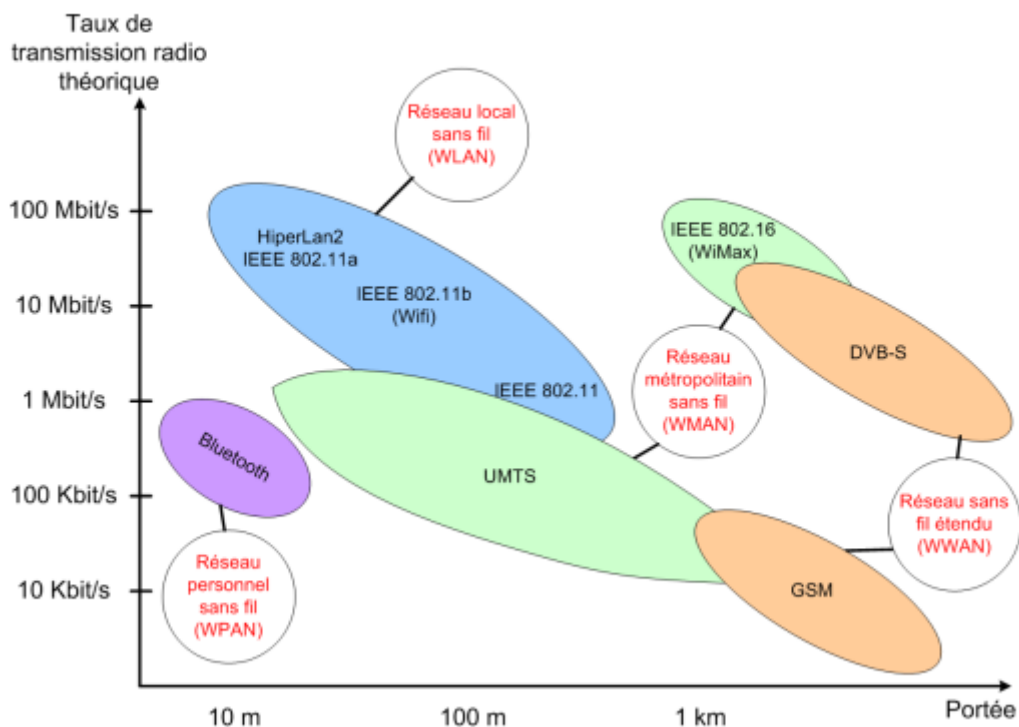 Taux de
transmission radio
théorique
Réseau local
sans fil
(WLAN)
100 Mbit/s
HiperLan2
IEEE 802.11a
IEEE 802.16
(WiMax)
10 Mbit/s
IEEE 802.11b
(Wifi)
DVB-S
Réseau
métropolitain
sans fil
(WMAN)
1 Mbit/s
IEEE 802.11
Bluetooth
UMTS
100 Kbit/s
Réseau sans
fil étendu
(WWAN)
Réseau
personnel
sans fil
(WPAN)
10 Kbit/s
GSM
10 m
100 m
1 km
Portée